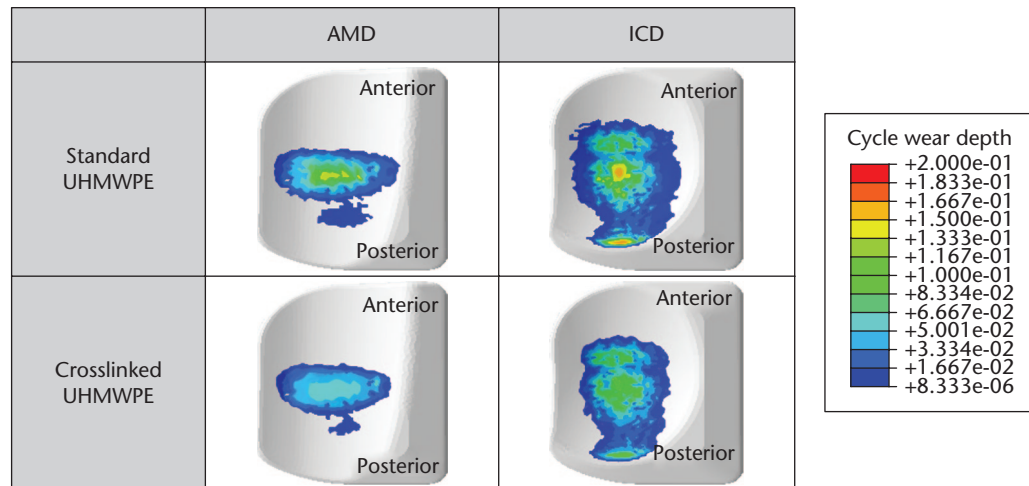 AMD
ICD
Standard
UHMWPE
Anterior
Posterior
Anterior
Posterior
Crosslinked
UHMWPE
Anterior
Posterior
Anterior
Posterior
Cycle wear depth
+2.000e-01
+1.833e-01
+1.667e-01
+1.500e-01
+1.333e-01
+1.167e-01
+1.000e-01
+8.334e-02
+6.667e-02
+5.001e-02
+3.334e-02
+1.667e-02
+8.333e-06